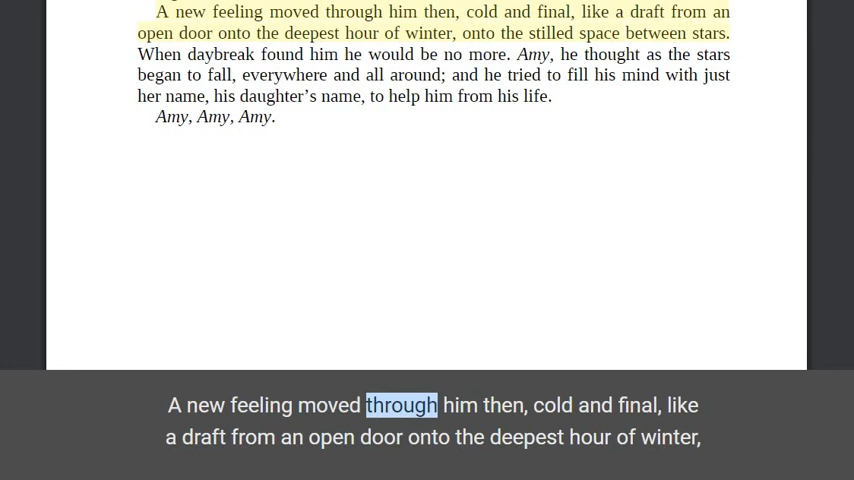 A new feeling moved through him then, cold and final, like a draft from an
open door onto the deepest hour of winter, onto the stilled space between stars.
When daybreak found him he would be no more. Amy, he thought as the stars
began to fall, everywhere and all around; and he tried to fill his mind with just
her name, his daughter’s name, to help him from his life.
Amy, Amy, Amy.
A new feeling moved through him then, cold and final, like
a draft from an open door onto the deepest hour of winter,